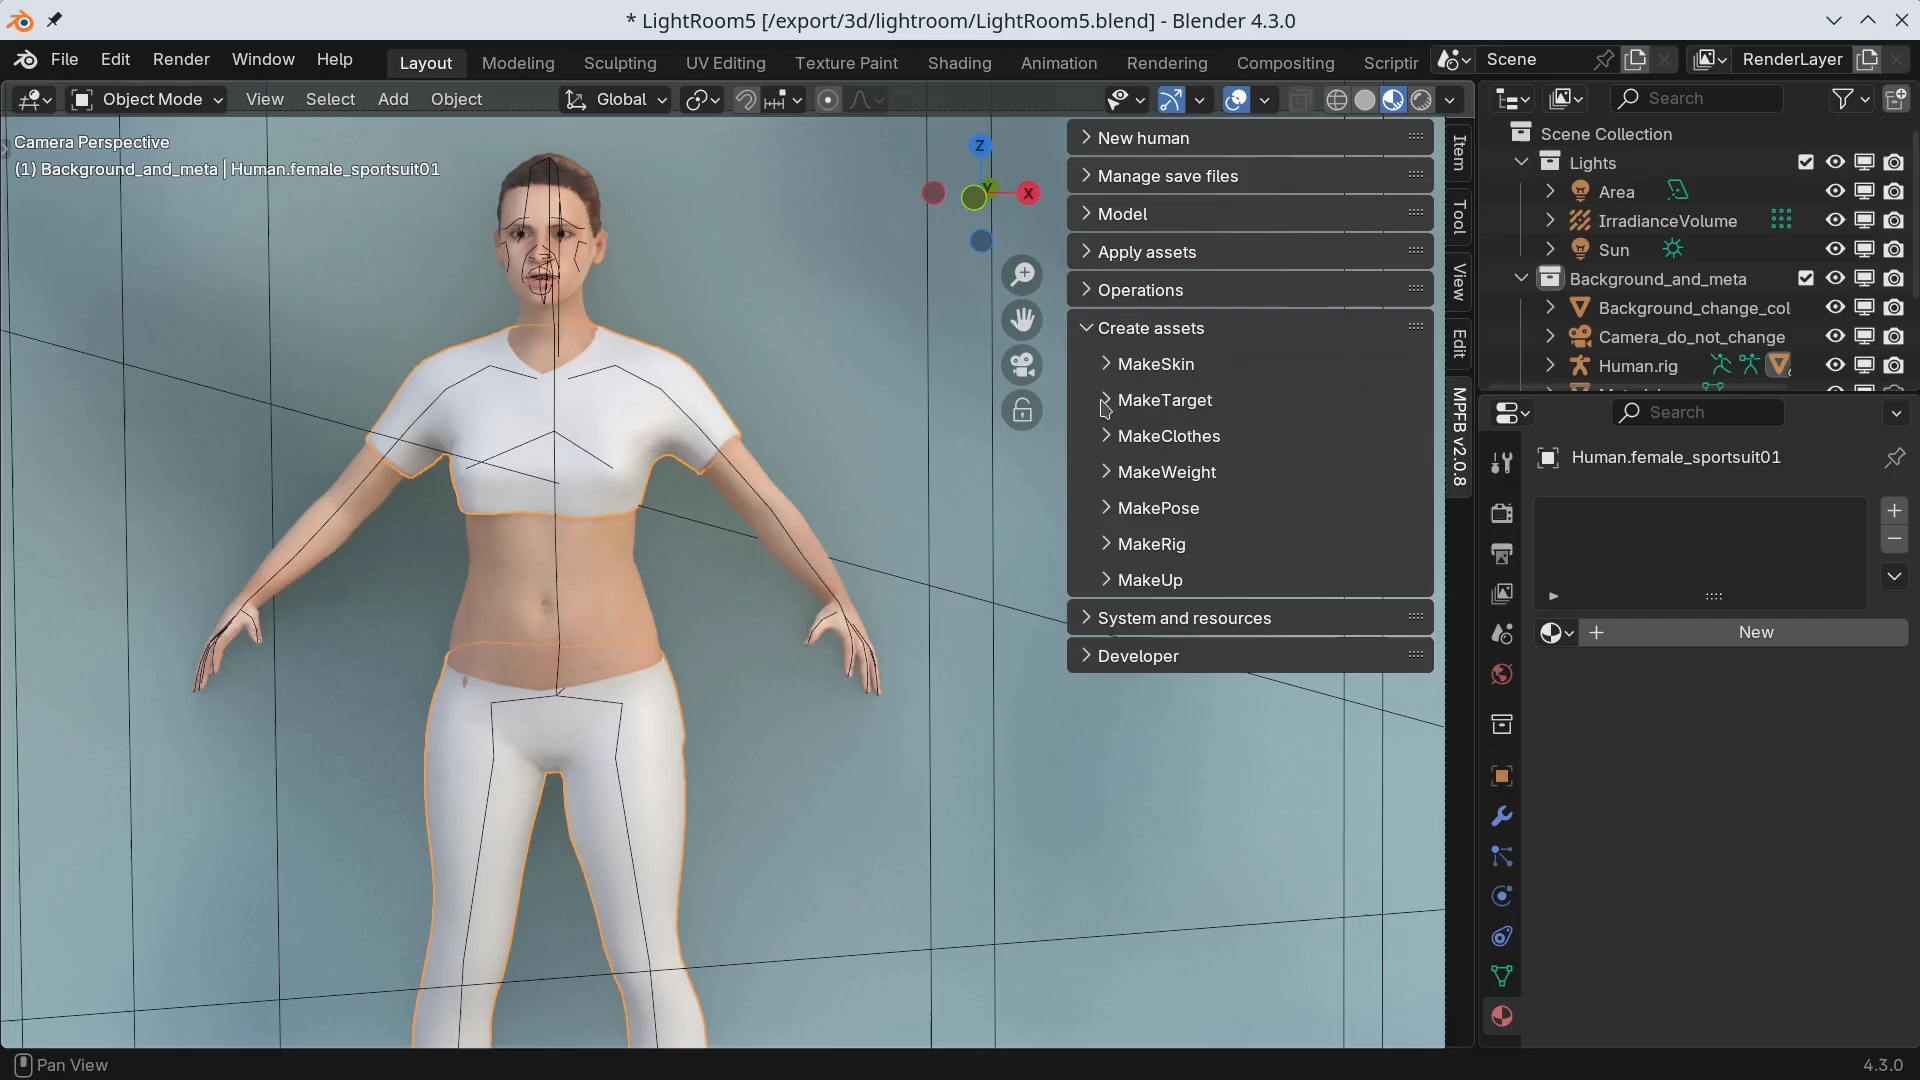 * LightRoom5 [/export/3d/lightroom/LightRoom5.blend] - Blender 4.3.0
File Edit Render Window Help Layout Modeling Sculpting UV Editing Texture Paint Shading Animation Rendering Compositing Scriptir Scene RenderLayer
Object Mode View Select Add Object Global
Camera Perspective
(1) Background_and_meta | Human.female_sportsuit01
Z
Y
X
New human
Manage save files
Model
Apply assets
Operations
Create assets
MakeSkin
MakeTarget
MakeClothes
MakeWeight
MakePose
MakeRig
MakeUp
System and resources
Developer
Item
Tool
View
Edit
MPFB v2.0.8
Search
Scene Collection
Lights
Area
IrradianceVolume
Sun
Background_and_meta
Background_change_col
Camera_do_not_change
Human.rig
Search
Human.female_sportsuit01
New
Pan View
4.3.0